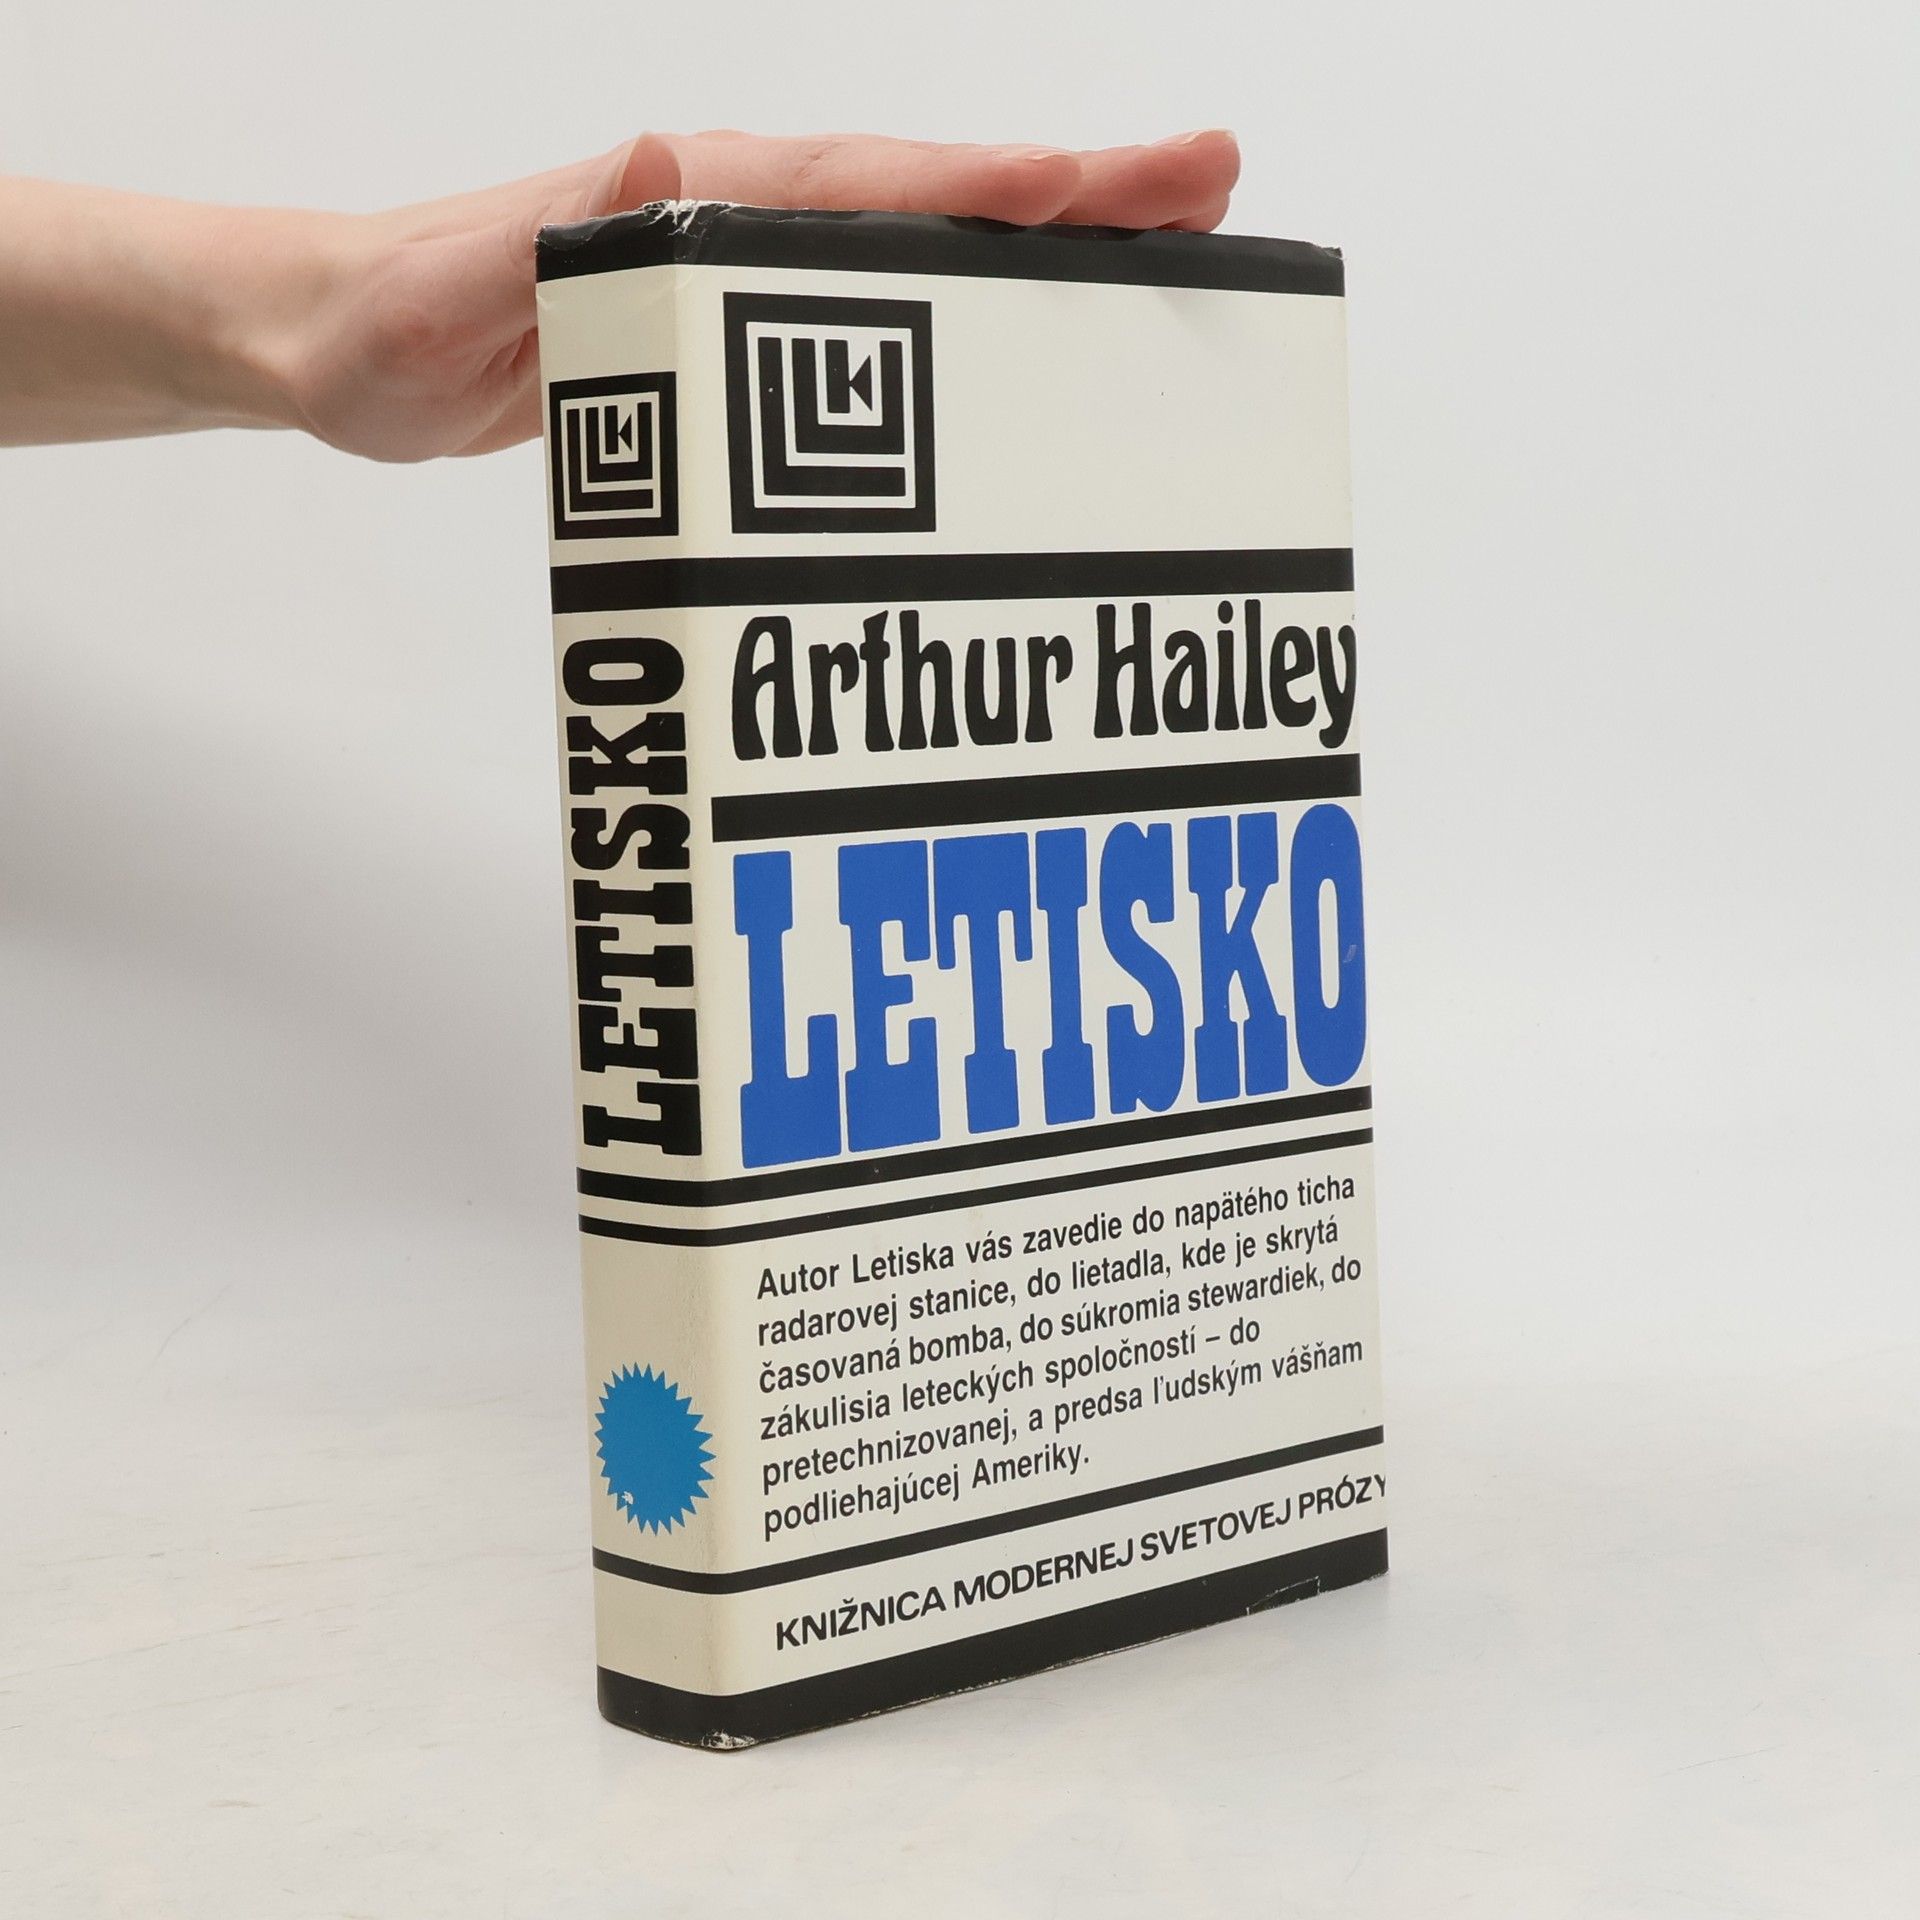 LETISKO
Arthur Hailey
LETISKO
Autor Letiska vás zavedie do napätého ticha
radarovej stanice, do lietadla, kde je skrytá
časovaná bomba, do súkromia stewardiek, do
zákulisia leteckých spoločností – do
pretechnizovanej, a predsa ľudským vášňam
podliehajúcej Ameriky.
KNIŽNICA MODERNEJ SVETOVEJ PRÓZY